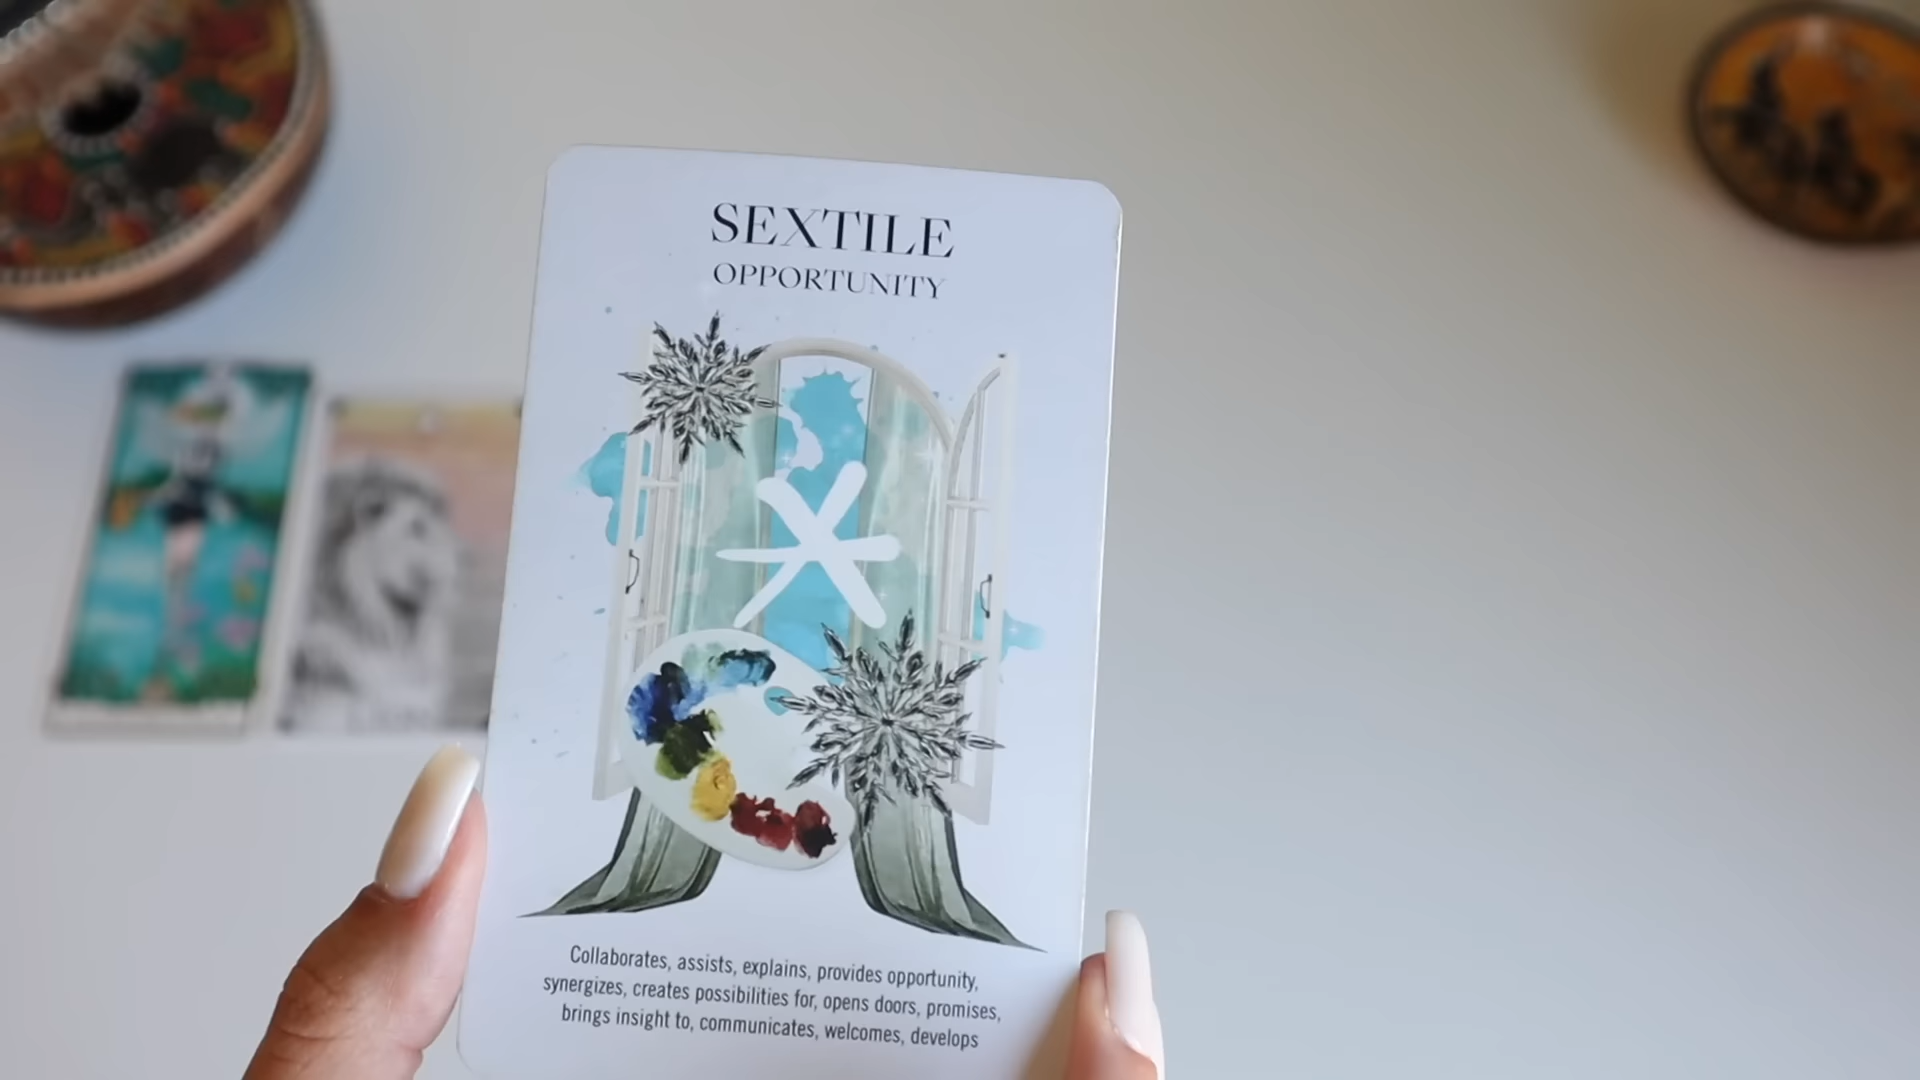 SEXTILE
OPPORTUNITY
Collaborates, assists, explains, provides opportunity,
synergizes, creates possibilities for, opens doors, promises,
brings insight to, communicates, welcomes, develops